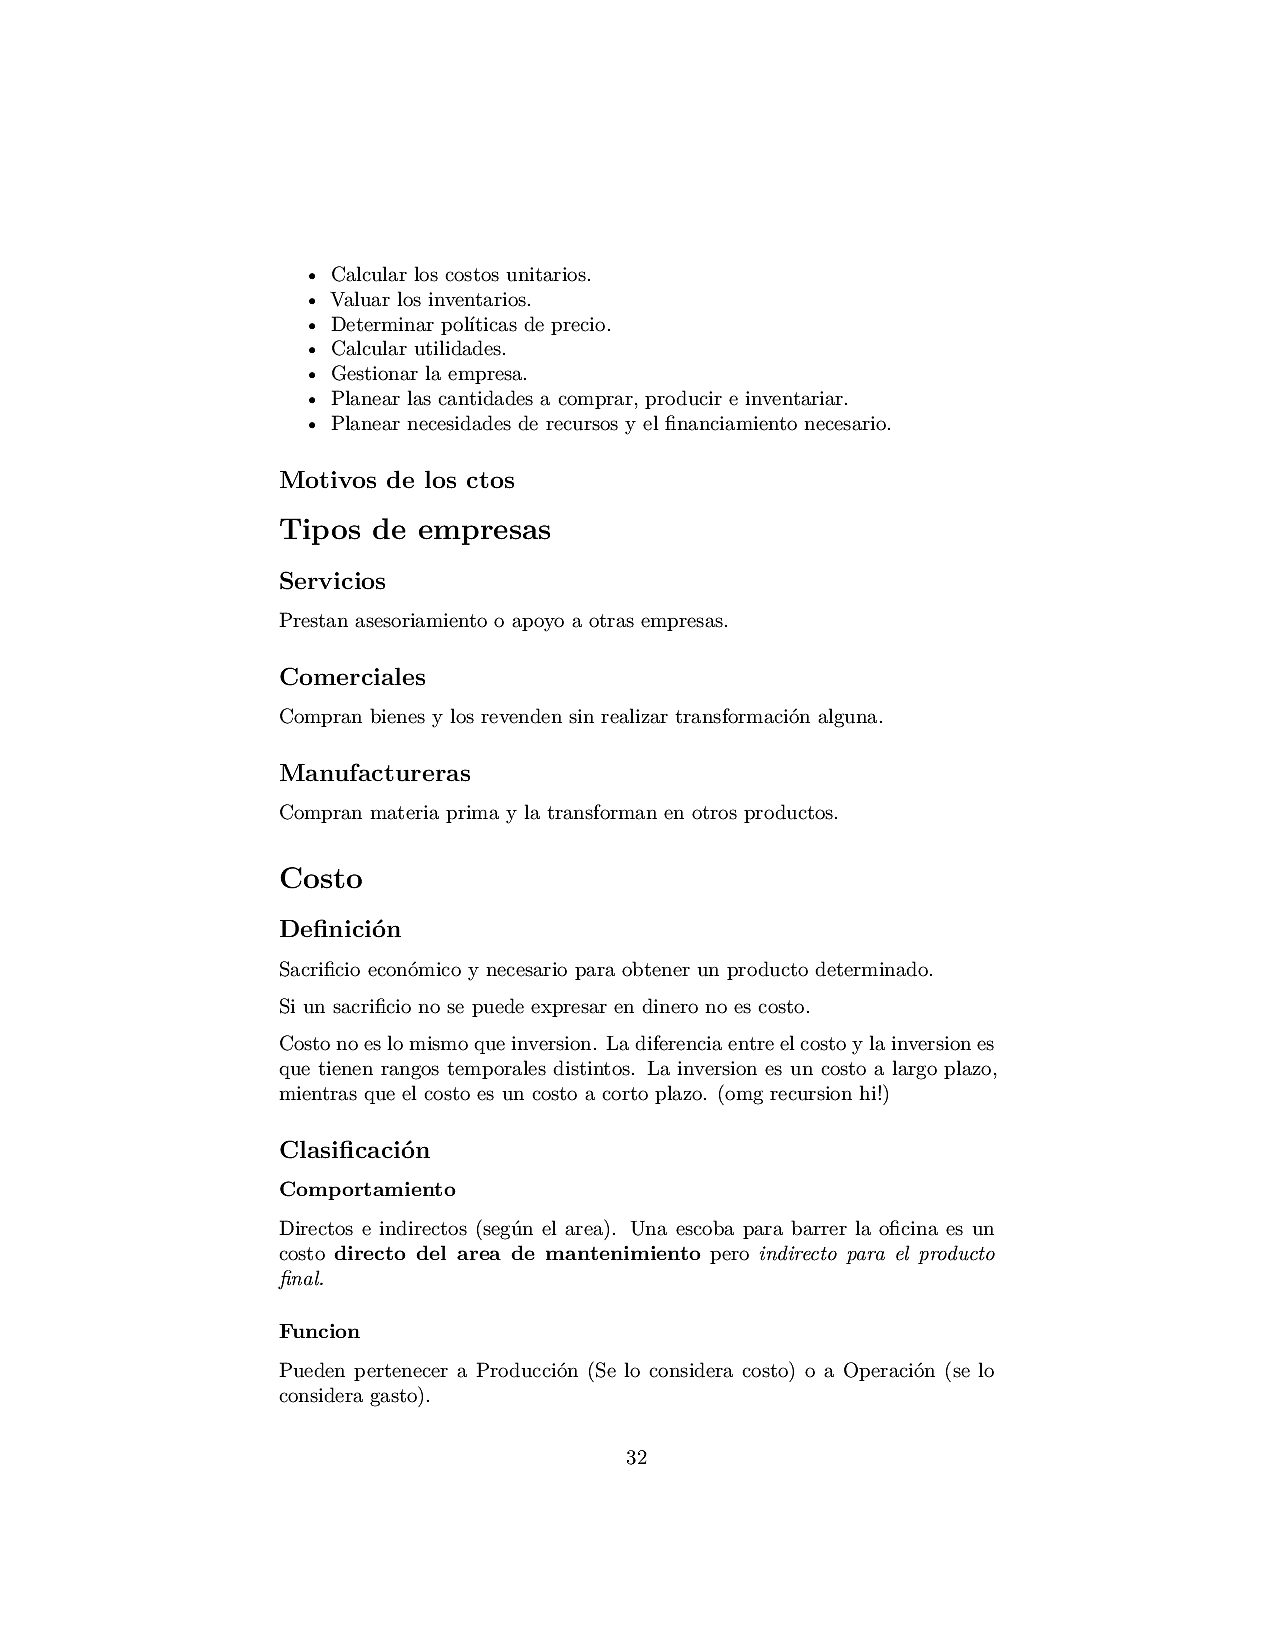 • Calcular los costos unitarios.
• Valuar los inventarios.
• Determinar políticas de precio.
• Calcular utilidades.
• Gestionar la empresa.
• Planear las cantidades a comprar, producir e inventariar.
• Planear necesidades de recursos y el financiamiento necesario.
Motivos de los ctos
Tipos de empresas
Servicios
Prestan asesoriamiento o apoyo a otras empresas.
Comerciales
Compran bienes y los revenden sin realizar transformación alguna.
Manufactureras
Compran materia prima y la transforman en otros productos.
Costo
Definición
Sacrificio económico y necesario para obtener un producto determinado.
Si un sacrificio no se puede expresar en dinero no es costo.
Costo no es lo mismo que inversion. La diferencia entre el costo y la inversion es
que tienen rangos temporales distintos. La inversion es un costo a largo plazo,
mientras que el costo es un costo a corto plazo. (omg recursion hi!)
Clasificación
Comportamiento
Directos e indirectos (según el area). Una escoba para barrer la oficina es un
costo directo del area de mantenimiento pero indirecto para el producto
final.
Funcion
Pueden pertenecer a Producción (Se lo considera costo) o a Operación (se lo
considera gasto).
32